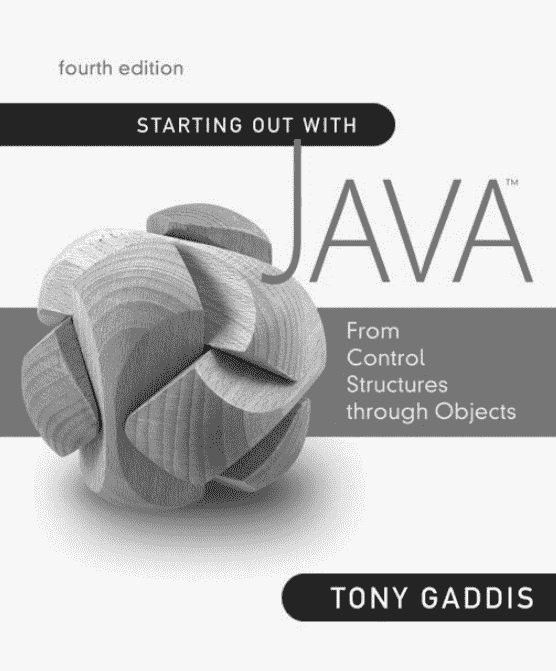 fourth edition
STARTING OUT WITH
JAVA™
From
Control
Structures
through Objects
TONY GADDIS